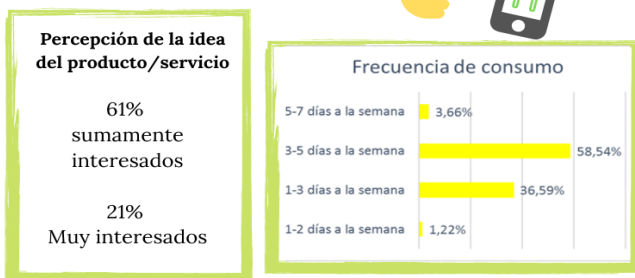 Percepción de la idea
del producto/servicio
61%
sumamente
interesados
21%
Muy interesados
Frecuencia de consumo
5-7 días a la semana 3,66%
3-5 días a la semana 58,54%
1-3 días a la semana 36,59%
1-2 días a la semana 1,22%